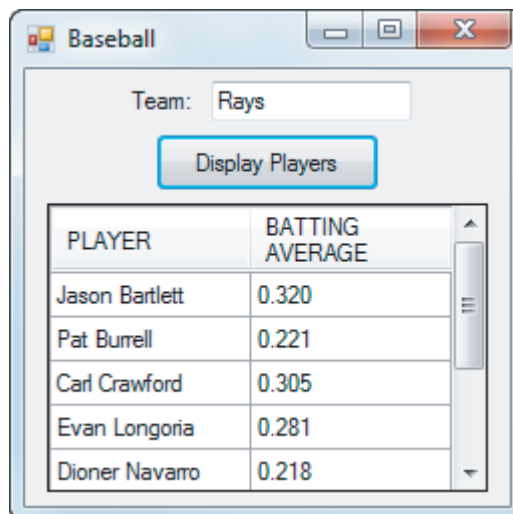 Baseball
Team: Rays
Display Players
PLAYER BATTING AVERAGE
Jason Bartlett 0.320
Pat Burrell 0.221
Carl Crawford 0.305
Evan Longoria 0.281
Dioner Navarro 0.218